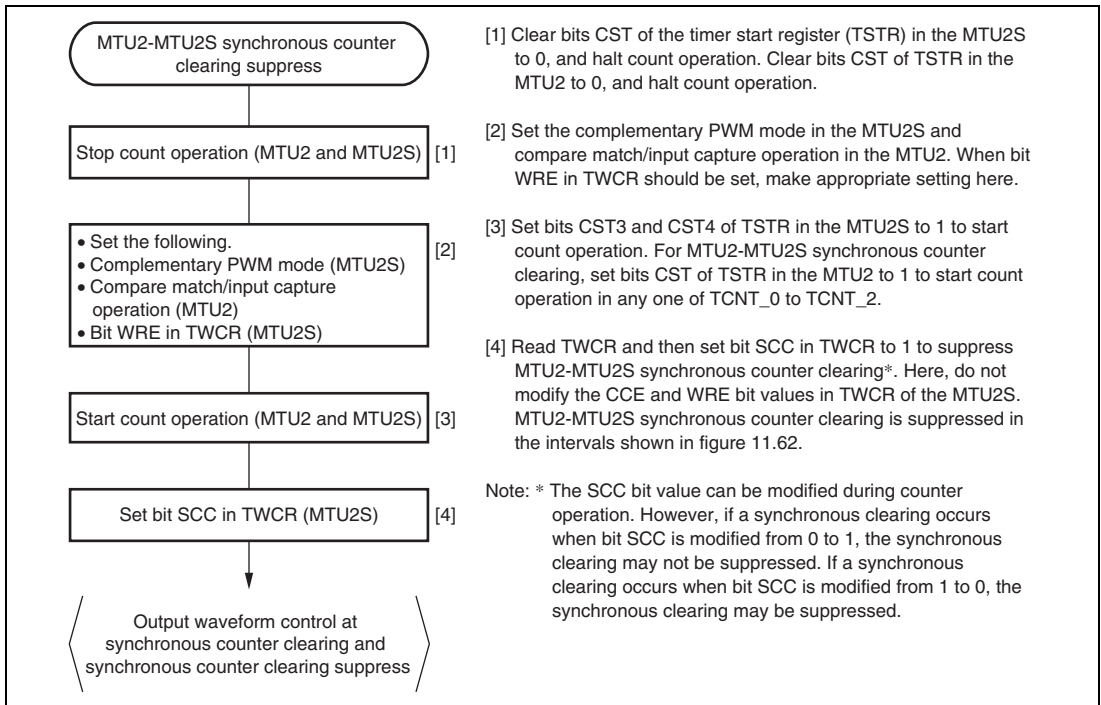 MTU2-MTU2S synchronous counter
clearing suppress
Stop count operation (MTU2 and MTU2S) [1]
• Set the following. [2]
• Complementary PWM mode (MTU2S)
• Compare match/input capture
operation (MTU2)
• Bit WRE in TWCR (MTU2S)
Start count operation (MTU2 and MTU2S) [3]
Set bit SCC in TWCR (MTU2S) [4]
Output waveform control at
synchronous counter clearing and
synchronous counter clearing suppress
[1] Clear bits CST of the timer start register (TSTR) in the MTU2S
to 0, and halt count operation. Clear bits CST of TSTR in the
MTU2 to 0, and halt count operation.
[2] Set the complementary PWM mode in the MTU2S and
compare match/input capture operation in the MTU2. When bit
WRE in TWCR should be set, make appropriate setting here.
[3] Set bits CST3 and CST4 of TSTR in the MTU2S to 1 to start
count operation. For MTU2-MTU2S synchronous counter
clearing, set bits CST of TSTR in the MTU2 to 1 to start count
operation in any one of TCNT_0 to TCNT_2.
[4] Read TWCR and then set bit SCC in TWCR to 1 to suppress
MTU2-MTU2S synchronous counter clearing*. Here, do not
modify the CCE and WRE bit values in TWCR of the MTU2S.
MTU2-MTU2S synchronous counter clearing is suppressed in
the intervals shown in figure 11.62.
Note: * The SCC bit value can be modified during counter
operation. However, if a synchronous clearing occurs
when bit SCC is modified from 0 to 1, the synchronous
clearing may not be suppressed. If a synchronous
clearing occurs when bit SCC is modified from 1 to 0, the
synchronous clearing may be suppressed.